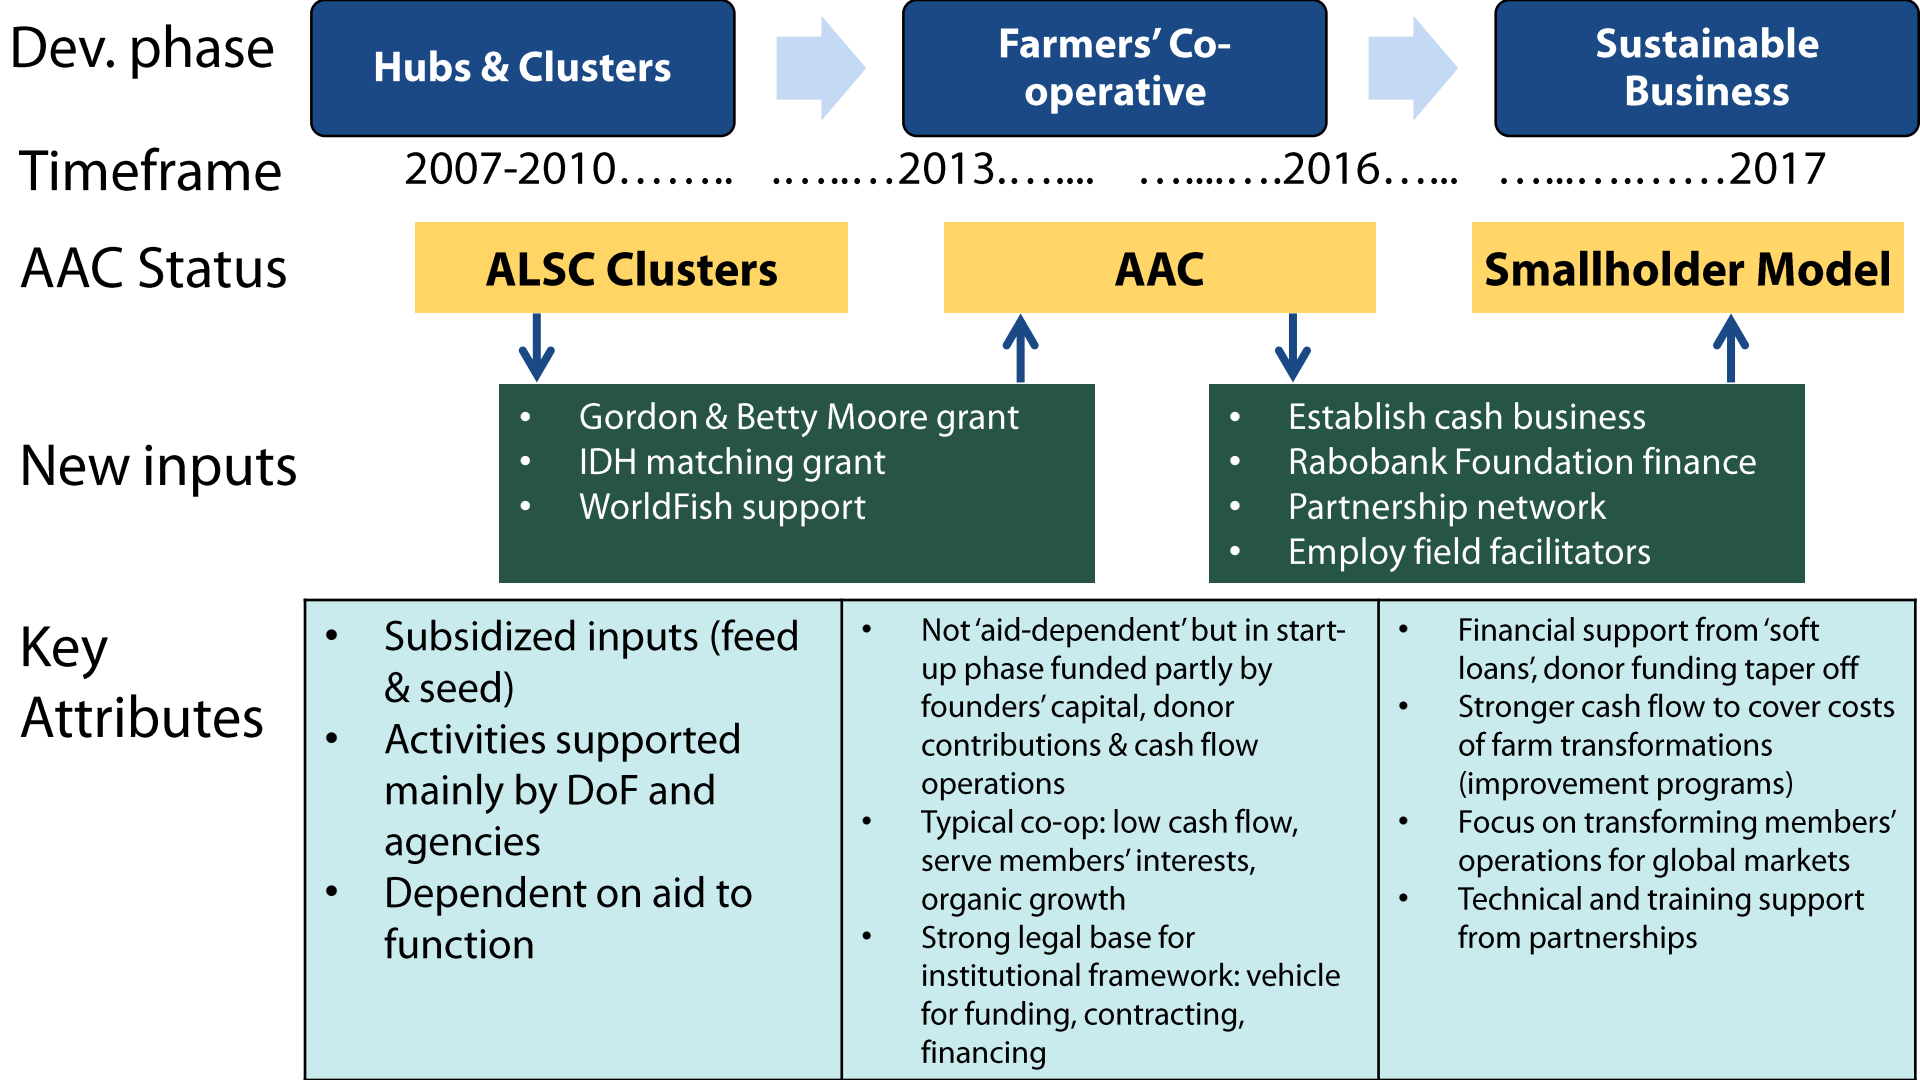 Dev. phase
Hubs & Clusters
Farmers’ Co-
operative
Sustainable
Business
Timeframe
2007-2010…….. .…..…2013.….... …....….2016…... …...…..……2017
AAC Status
ALSC Clusters
AAC
Smallholder Model
New inputs
• Gordon & Betty Moore grant
• IDH matching grant
• WorldFish support
• Establish cash business
• Rabobank Foundation finance
• Partnership network
• Employ field facilitators
Key
Attributes
• Subsidized inputs (feed
& seed)
• Activities supported
mainly by DoF and
agencies
• Dependent on aid to
function
• Not ‘aid-dependent’ but in start-
up phase funded partly by
founders’ capital, donor
contributions & cash flow
operations
• Typical co-op: low cash flow,
serve members’ interests,
organic growth
• Strong legal base for
institutional framework: vehicle
for funding, contracting,
financing
• Financial support from ‘soft
loans’, donor funding taper off
• Stronger cash flow to cover costs
of farm transformations
(improvement programs)
• Focus on transforming members’
operations for global markets
• Technical and training support
from partnerships